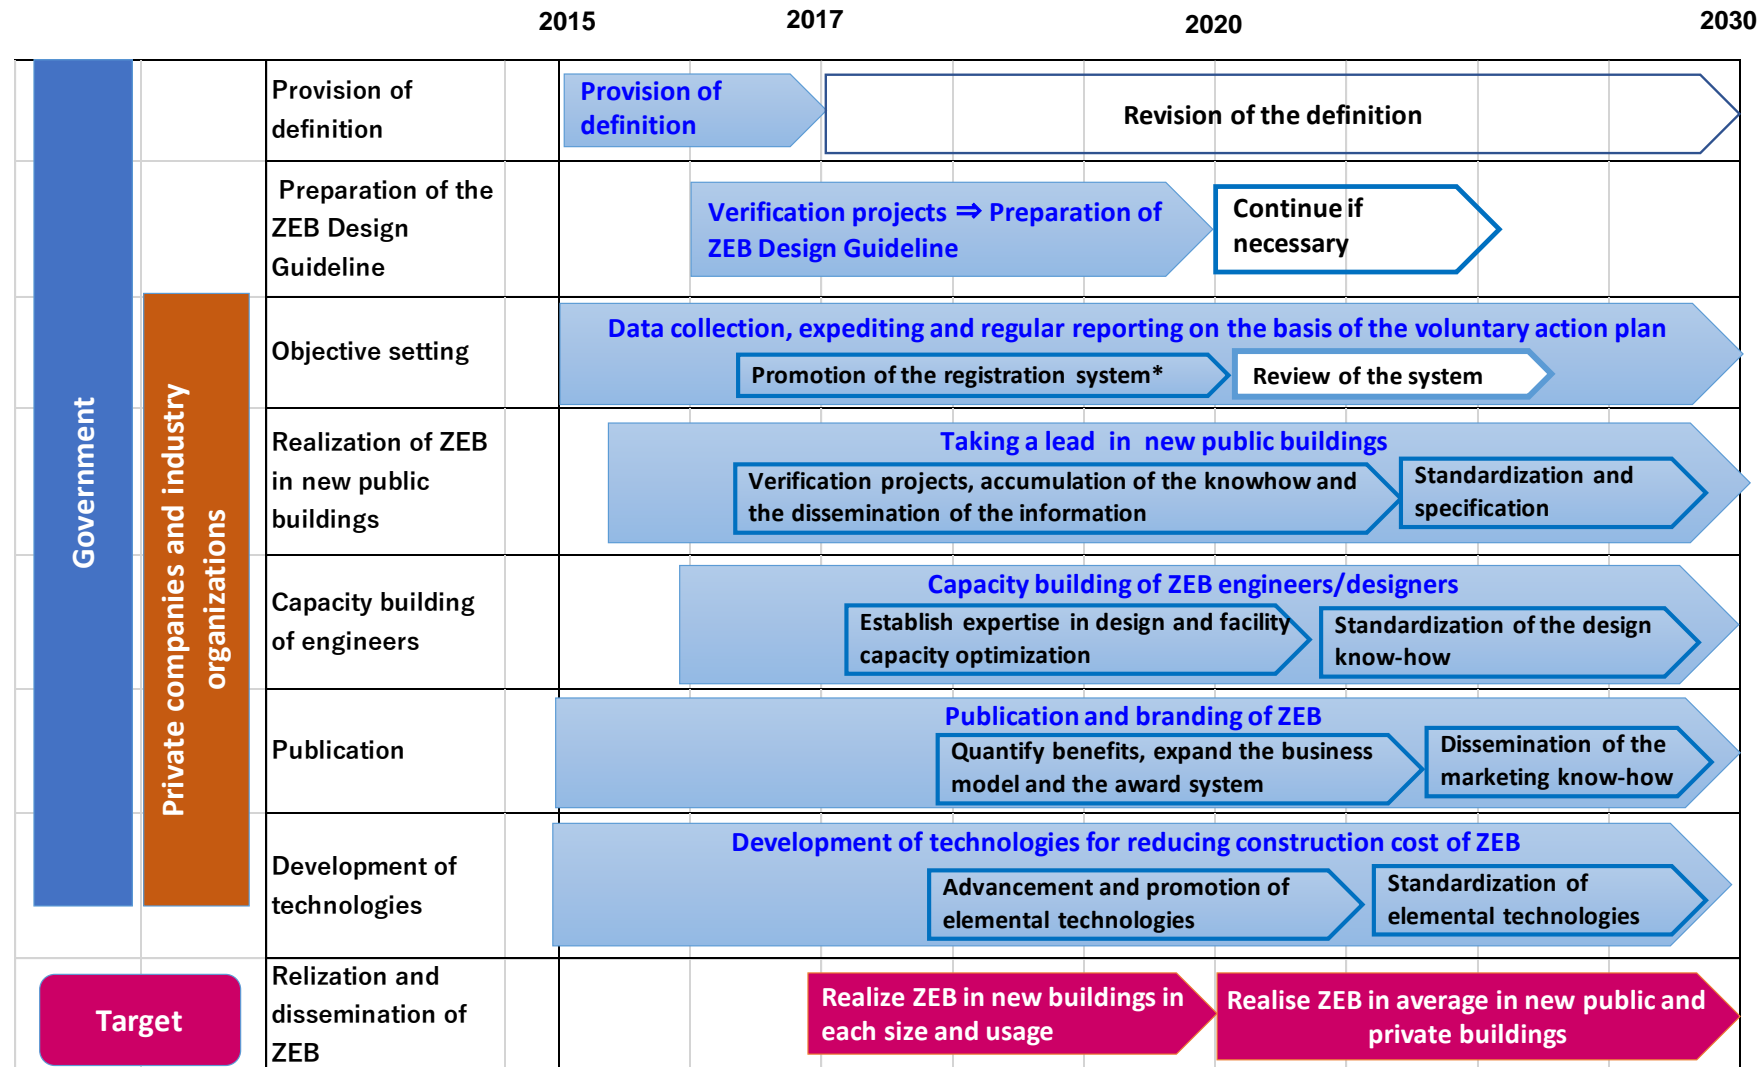 2015 2017 2020 2030
Government
Private companies and industry
organizations
Provision of
definition
Provision of
definition
Revision of the definition
Preparation of the
ZEB Design
Guideline
Verification projects ⇒ Preparation of
ZEB Design Guideline
Continue if
necessary
Objective setting
Data collection, expediting and regular reporting on the basis of the voluntary action plan
Promotion of the registration system*
Review of the system
Realization of ZEB
in new public
buildings
Taking a lead in new public buildings
Verification projects, accumulation of the knowhow and
the dissemination of the information
Standardization and
specification
Capacity building
of engineers
Capacity building of ZEB engineers/designers
Establish expertise in design and facility
capacity optimization
Standardization of the design
know-how
Publication
Publication and branding of ZEB
Quantify benefits, expand the business
model and the award system
Dissemination of the
marketing know-how
Development of
technologies
Development of technologies for reducing construction cost of ZEB
Advancement and promotion of
elemental technologies
Standardization of
elemental technologies
Target
Relization and
dissemination of
ZEB
Realize ZEB in new buildings in
each size and usage
Realise ZEB in average in new public and
private buildings